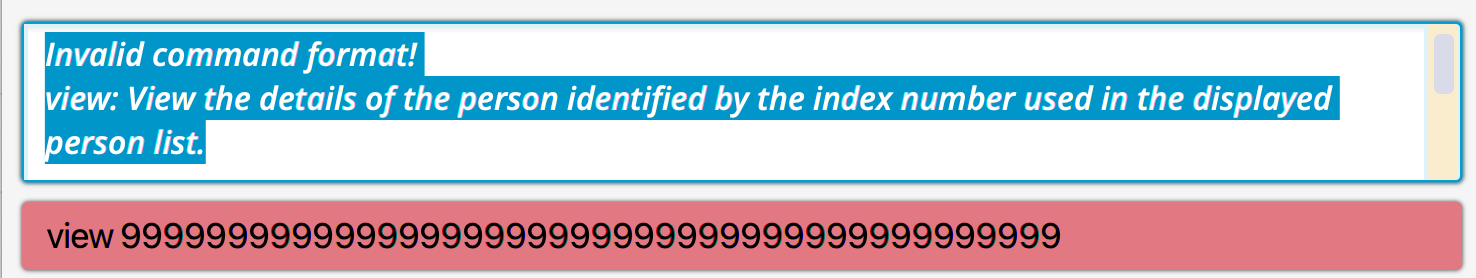 Invalid command format!
view: View the details of the person identified by the index number used in the displayed
person list.
view 99999999999999999999999999999999999999999999